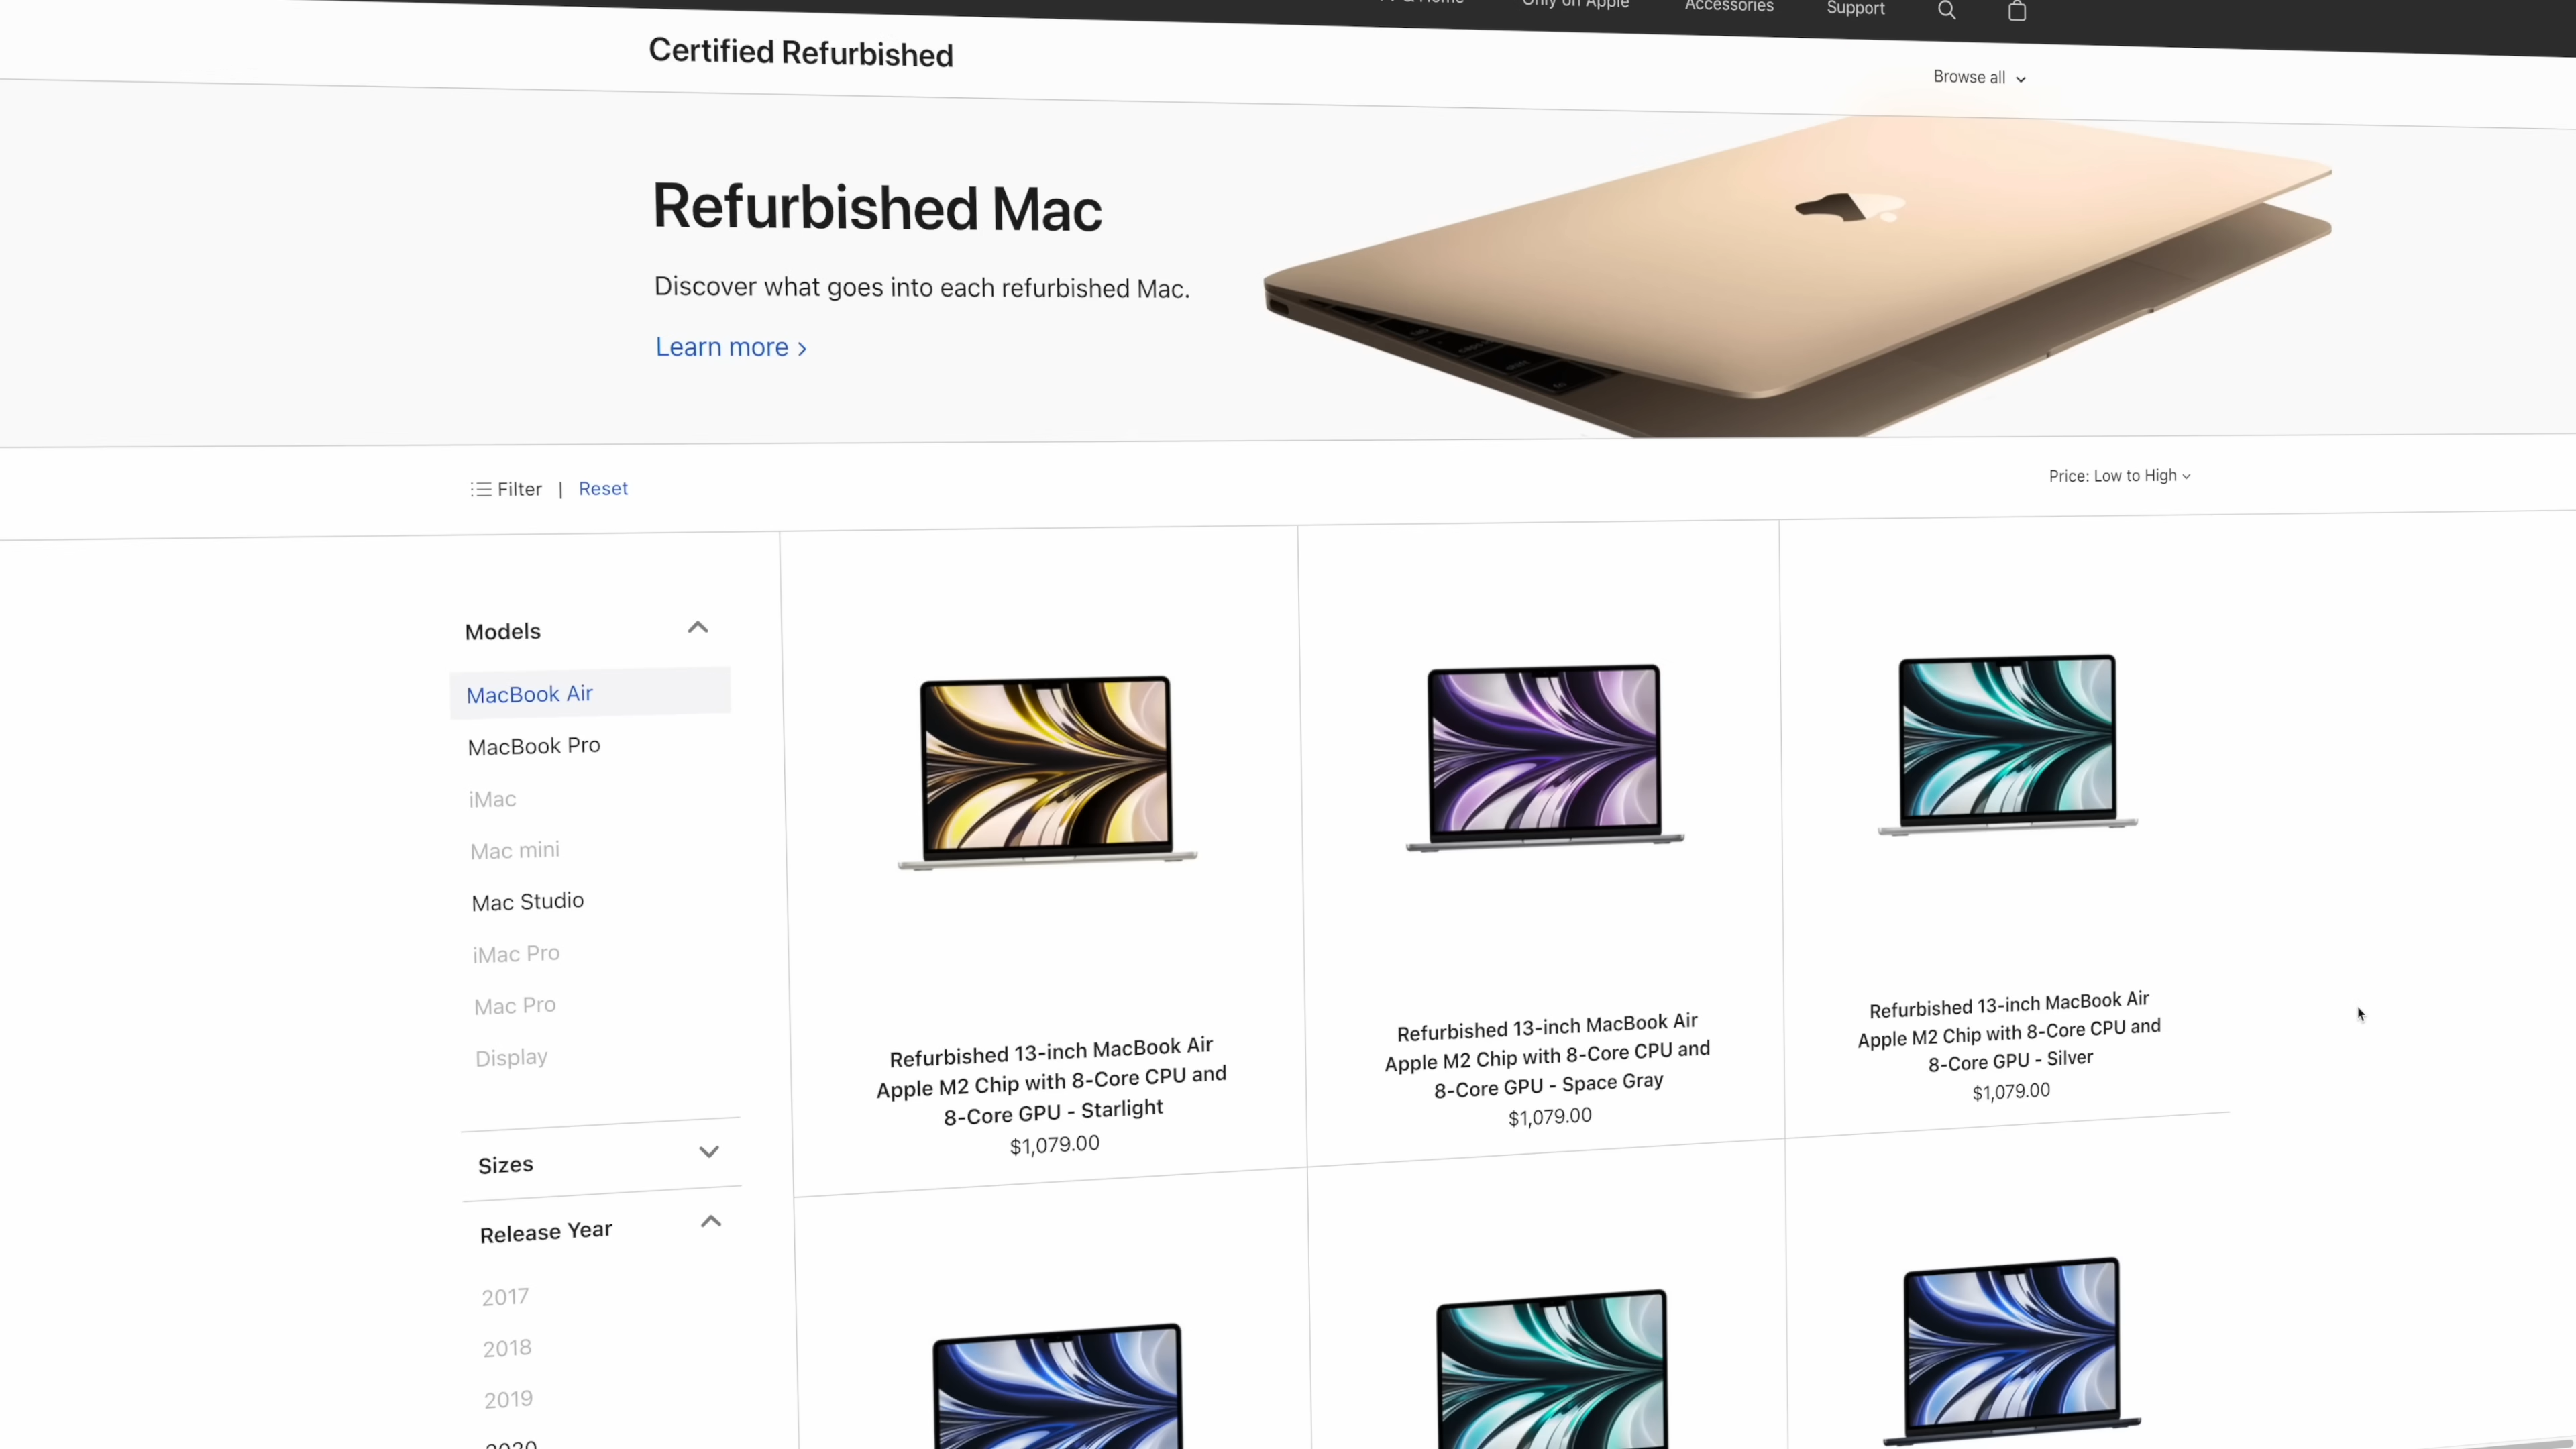 Only on Apple
Accessories
Support
Certified Refurbished
Browse all
Refurbished Mac
Discover what goes into each refurbished Mac.
Learn more >
Filter | Reset
Price: Low to High
Models
MacBook Air
MacBook Pro
iMac
Mac mini
Mac Studio
iMac Pro
Mac Pro
Display
Sizes
Release Year
2017
2018
2019
2020
Refurbished 13-inch MacBook Air
Apple M2 Chip with 8-Core CPU and
8-Core GPU - Starlight
$1,079.00
Refurbished 13-inch MacBook Air
Apple M2 Chip with 8-Core CPU and
8-Core GPU - Space Gray
$1,079.00
Refurbished 13-inch MacBook Air
Apple M2 Chip with 8-Core CPU and
8-Core GPU - Silver
$1,079.00